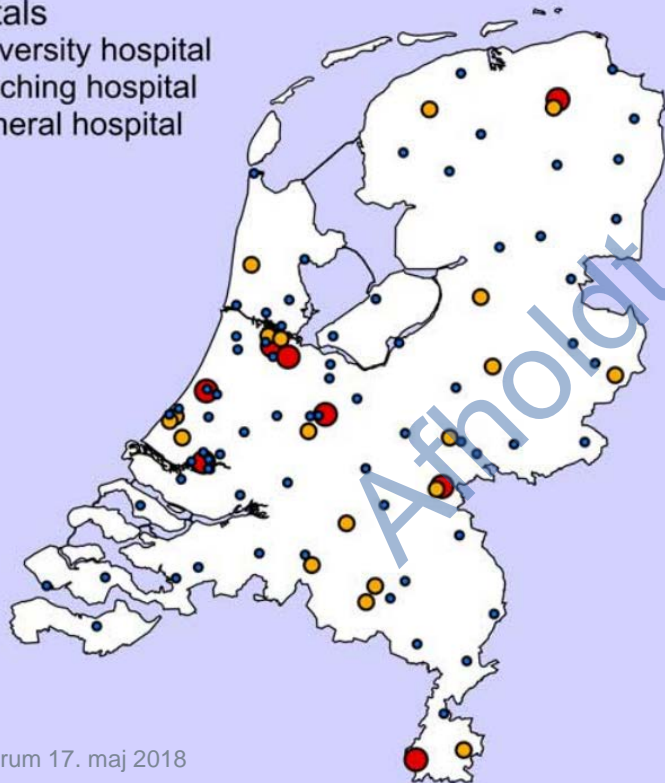 tals
versity hospital
ching hospital
neral hospital
Afholdt
rum 17. maj 2018